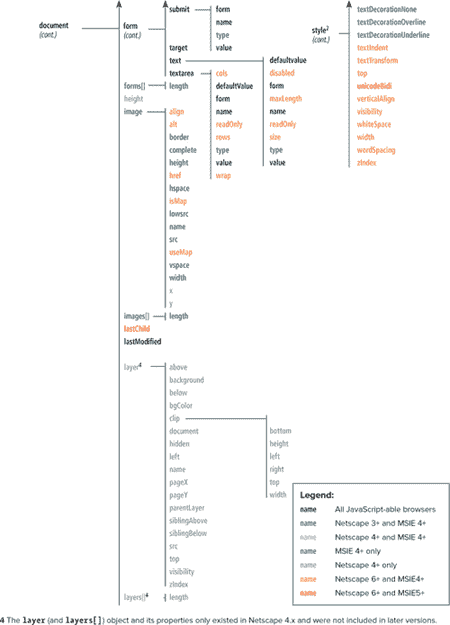 document
(cont.)
form
(cont.)
submit
form
name
type
value
target
text
defaultvalue
disabled
form
maxLength
name
readOnly
size
type
value
textarea
cols
defaultValue
form
name
readOnly
rows
type
value
wrap
forms[]
length
height
image
align
alt
border
complete
height
href
hspace
isMap
lowsrc
name
src
useMap
vspace
width
x
y
images[]
length
lastChild
lastModified
layer4
above
background
below
bgColor
clip
bottom
height
left
right
top
width
document
hidden
left
name
pageX
pageY
parentLayer
siblingAbove
siblingBelow
src
top
visibility
zIndex
layers[]4
length
style2
(cont.)
textDecorationNone
textDecorationOverline
textDecorationUnderline
textIndent
textTransform
top
unicodeBidi
verticalAlign
visibility
whiteSpace
width
wordSpacing
zIndex
Legend:
name All JavaScript-able browsers
name Netscape 3+ and MSIE 4+
name Netscape 4+ and MSIE 4+
name MSIE 4+ only
name Netscape 4+ only
name Netscape 6+ and MSIE4+
name Netscape 6+ and MSIE5+
4 The layer (and layers[]) object and its properties only existed in Netscape 4.x and were not included in later versions.